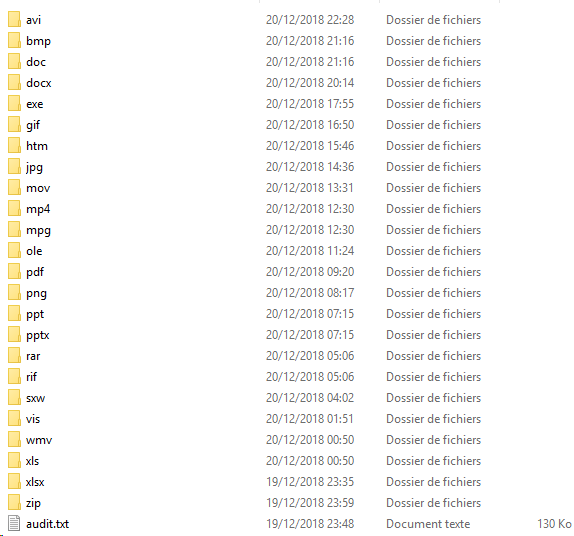 avi 20/12/2018 22:28 Dossier de fichiers
bmp 20/12/2018 21:16 Dossier de fichiers
doc 20/12/2018 21:16 Dossier de fichiers
docx 20/12/2018 20:14 Dossier de fichiers
exe 20/12/2018 17:55 Dossier de fichiers
gif 20/12/2018 16:50 Dossier de fichiers
htm 20/12/2018 15:46 Dossier de fichiers
jpg 20/12/2018 14:36 Dossier de fichiers
mov 20/12/2018 13:31 Dossier de fichiers
mp4 20/12/2018 12:30 Dossier de fichiers
mpg 20/12/2018 12:30 Dossier de fichiers
ole 20/12/2018 11:24 Dossier de fichiers
pdf 20/12/2018 09:20 Dossier de fichiers
png 20/12/2018 08:17 Dossier de fichiers
ppt 20/12/2018 07:15 Dossier de fichiers
pptx 20/12/2018 07:15 Dossier de fichiers
rar 20/12/2018 05:06 Dossier de fichiers
rif 20/12/2018 05:06 Dossier de fichiers
sxw 20/12/2018 04:02 Dossier de fichiers
vis 20/12/2018 01:51 Dossier de fichiers
wmv 20/12/2018 00:50 Dossier de fichiers
xls 20/12/2018 00:50 Dossier de fichiers
xlsx 19/12/2018 23:35 Dossier de fichiers
zip 19/12/2018 23:59 Dossier de fichiers
audit.txt 19/12/2018 23:48 Document texte 130 Ko